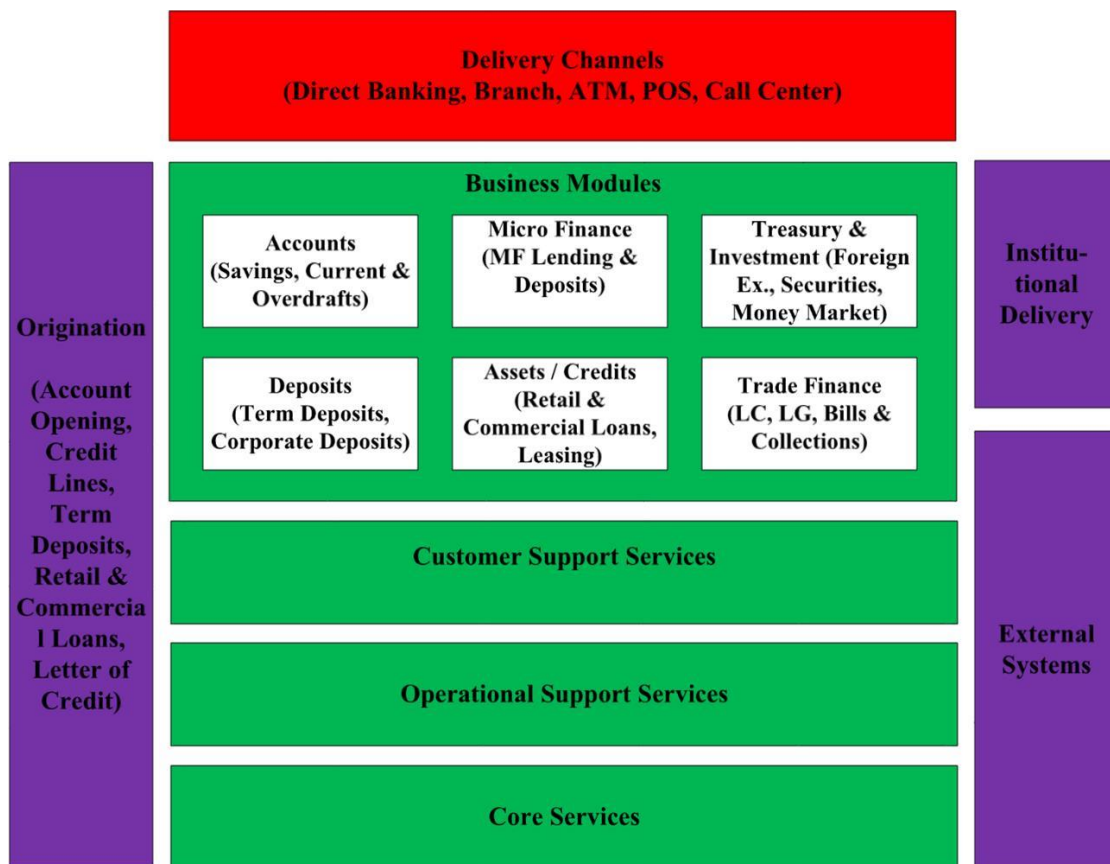 Delivery Channels
(Direct Banking, Branch, ATM, POS, Call Center)
Origination
(Account
Opening,
Credit
Lines,
Term
Deposits,
Retail &
Commercia
l Loans,
Letter of
Credit)
Business Modules
Accounts
(Savings, Current &
Overdrafts)
Micro Finance
(MF Lending &
Deposits)
Treasury &
Investment (Foreign
Ex., Securities,
Money Market)
Deposits
(Term Deposits,
Corporate Deposits)
Assets / Credits
(Retail &
Commercial Loans,
Leasing)
Trade Finance
(LC, LG, Bills &
Collections)
Customer Support Services
Operational Support Services
Core Services
Institu-
tional
Delivery
External
Systems